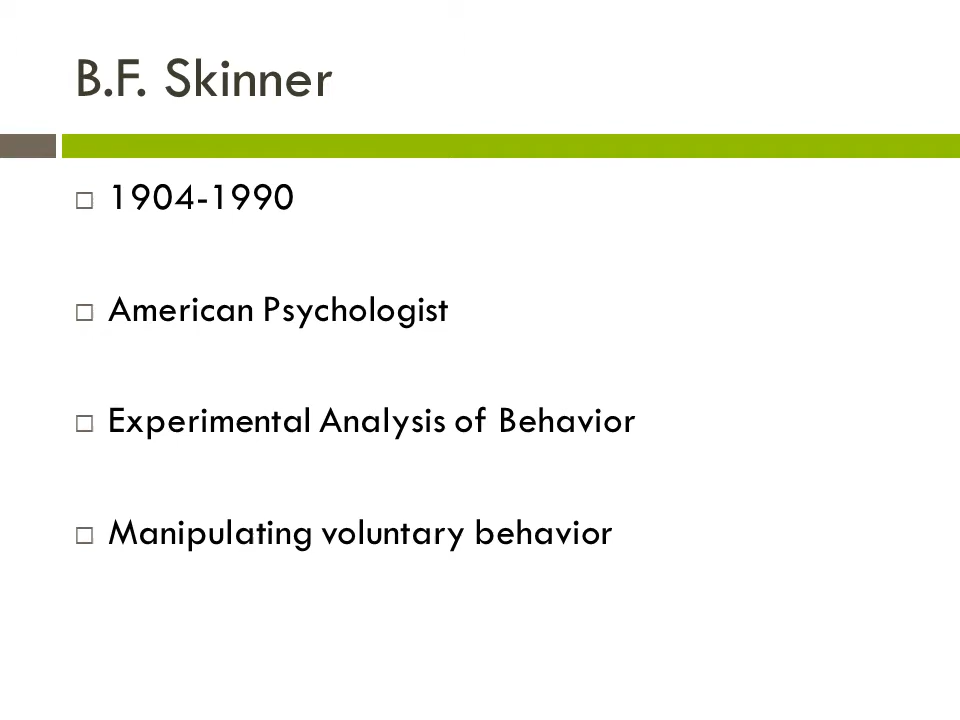 B.F. Skinner
1904-1990
American Psychologist
Experimental Analysis of Behavior
Manipulating voluntary behavior